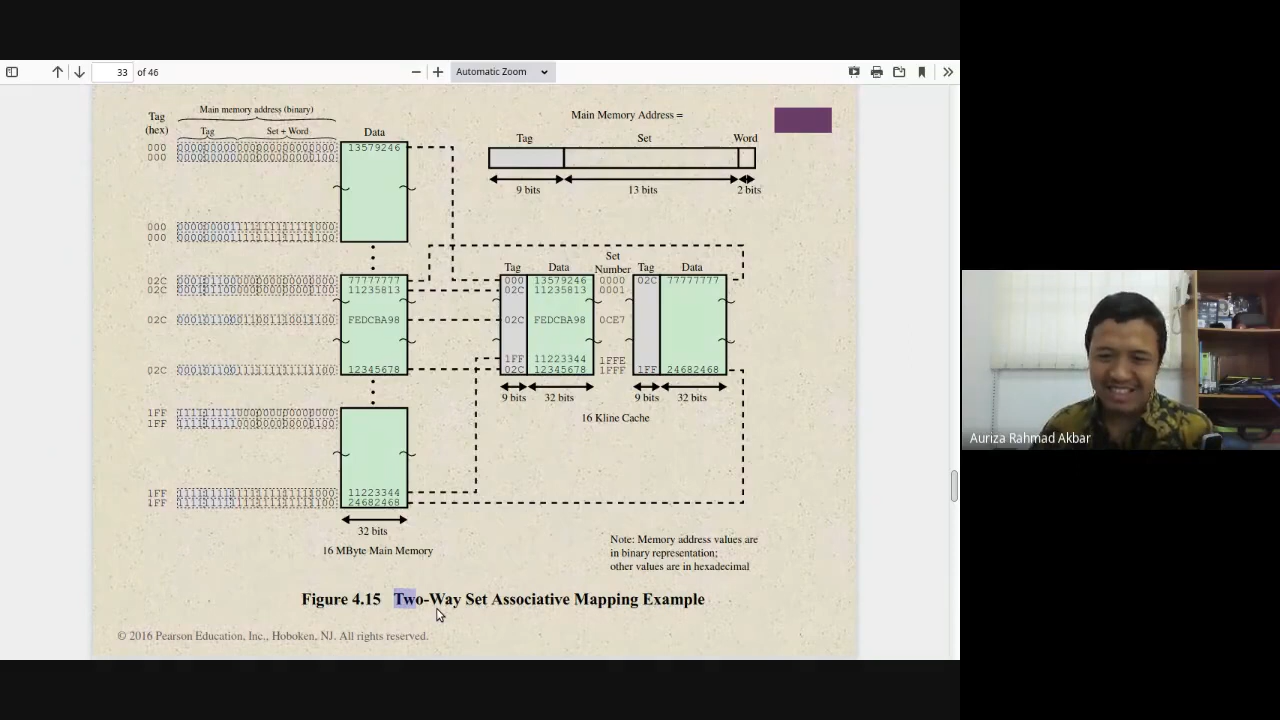 33 of 46
Automatic Zoom
Tag
(hex)
Main memory address (binary)
Tag
Set + Word
Data
000
000
13579246
000
000
02C
02C
77777777
11235813
02C
FEDCBA98
02C
12345678
1FF
1FF
1FF
11223344
1FF
24682468
32 bits
16 MByte Main Memory
Main Memory Address =
Tag
Set
Word
9 bits
13 bits
2 bits
Tag
Data
Set
Number
Tag
Data
000 13579246 0000 02C 77777777
02C 11235813 0001
02C FEDCBA98 0CE7
1FF 11223344 1FFE
02C 12345678 1FFF 1FF 24682468
9 bits
32 bits
9 bits
32 bits
16 Kline Cache
Note: Memory address values are
in binary representation;
other values are in hexadecimal
Figure 4.15 Two-Way Set Associative Mapping Example
© 2016 Pearson Education, Inc., Hoboken, NJ. All rights reserved.
Auriza Rahmad Akbar